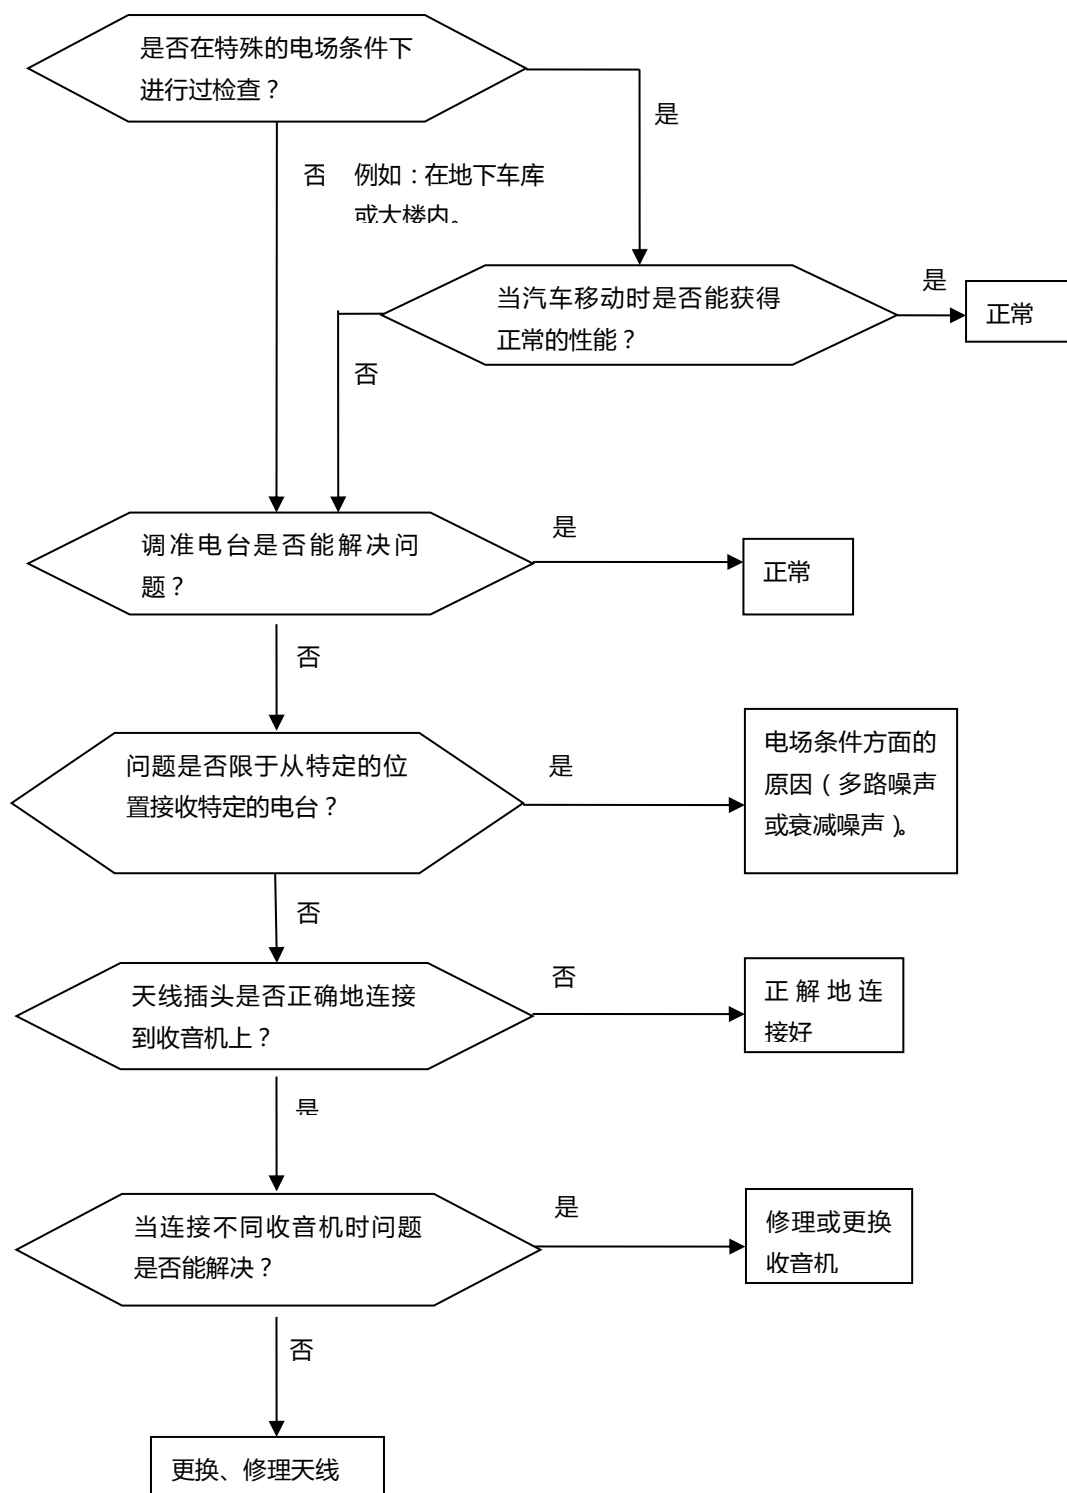 是否在特殊的电场条件下
进行过检查？
是
否 例如：在地下车库
或大楼内。
当汽车移动时是否能获得
正常的性能？
是
正常
否
调准电台是否能解决问
题？
是
正常
否
问题是否限于从特定的位
置接收特定的电台？
是
电场条件方面的
原因（多路噪声
或衰减噪声）。
否
天线插头是否正确地连接
到收音机上？
否
正解地连
接好
是
当连接不同收音机时问题
是否能解决？
是
修理或更换
收音机
否
更换、修理天线